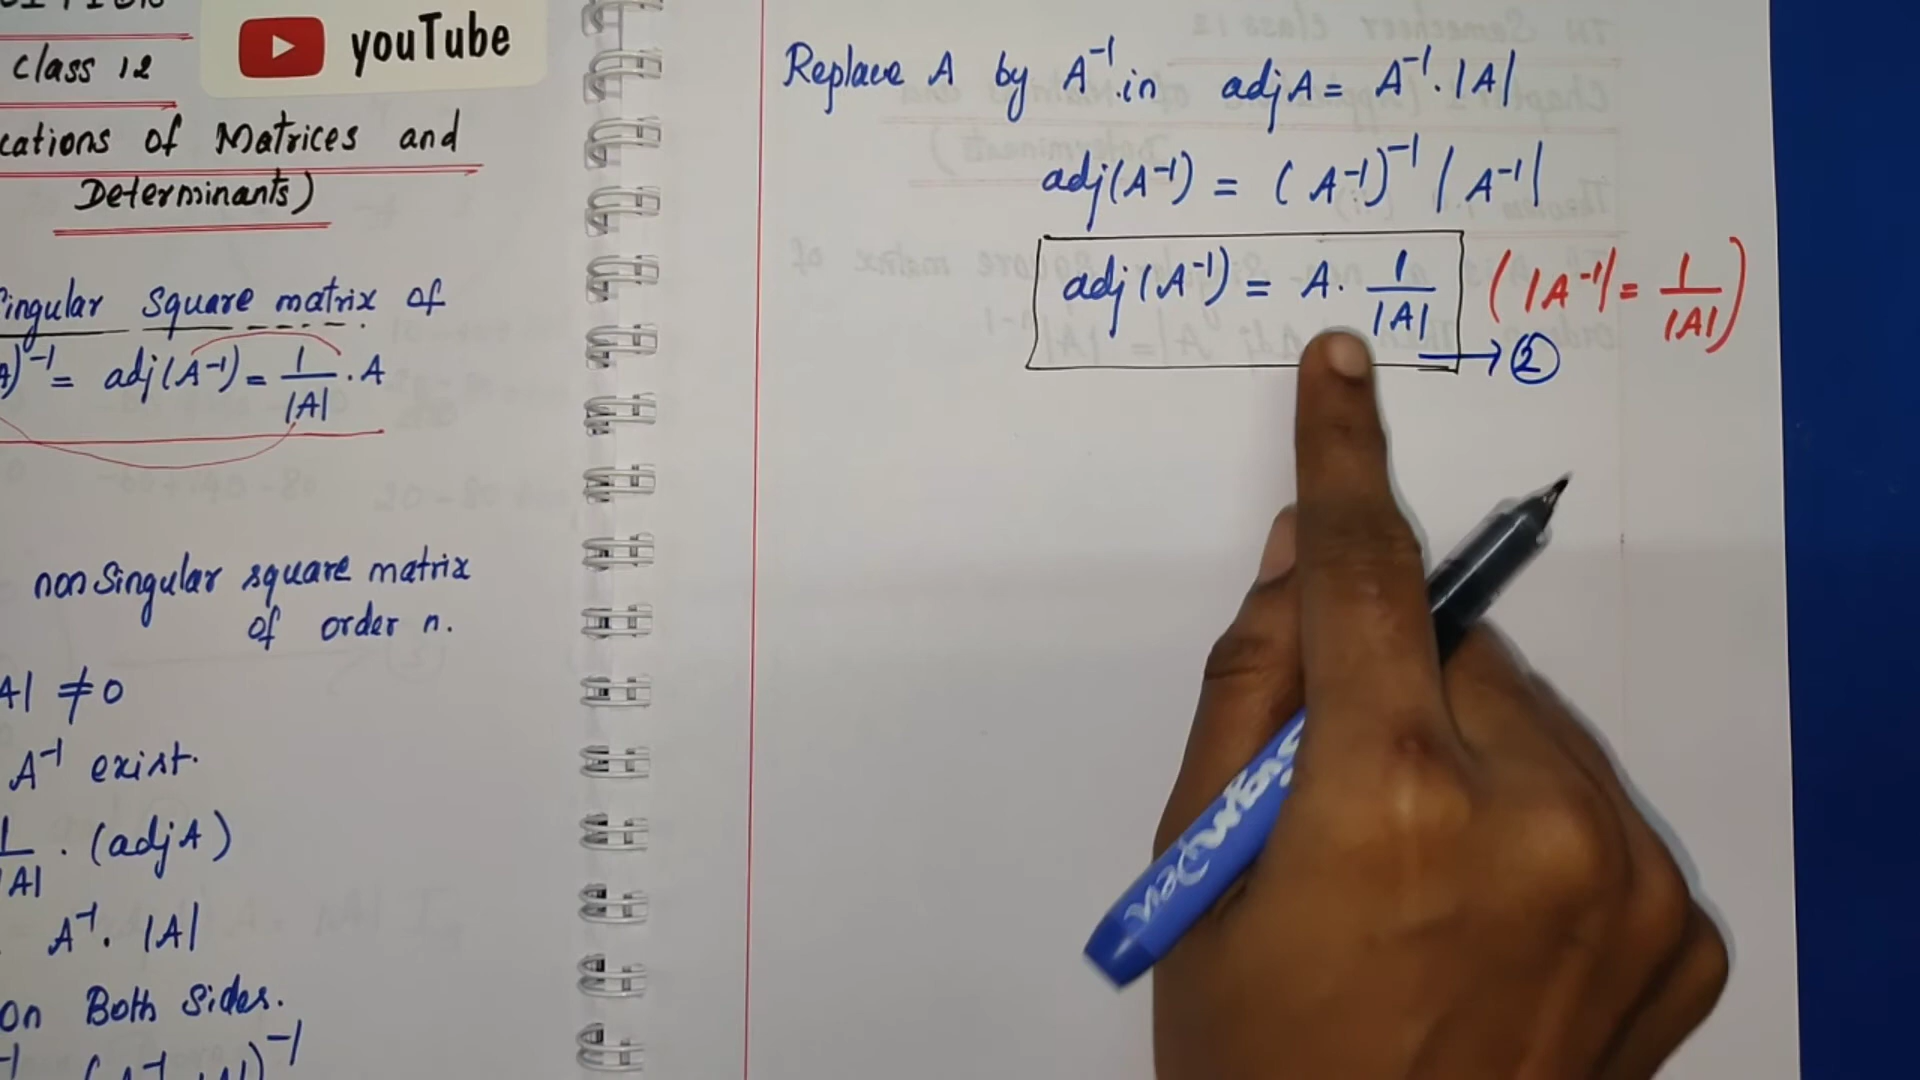 youTube
Class 12
cations of Matrices and
Determinants)
Singular Square matrix of
A)⁻¹ = adj(A⁻¹) = 1/|A| · A
non Singular square matrix
of order n.
A| ≠ 0
A⁻¹ exist.
1/|A| · (adj A)
A⁻¹ · |A|
on Both Sides.
Replace A by A⁻¹ in adj A = A⁻¹ · |A|
adj(A⁻¹) = (A⁻¹)⁻¹ |A⁻¹|
adj(A⁻¹) = A · 1/|A| (|A⁻¹| = 1/|A|)
→ ②